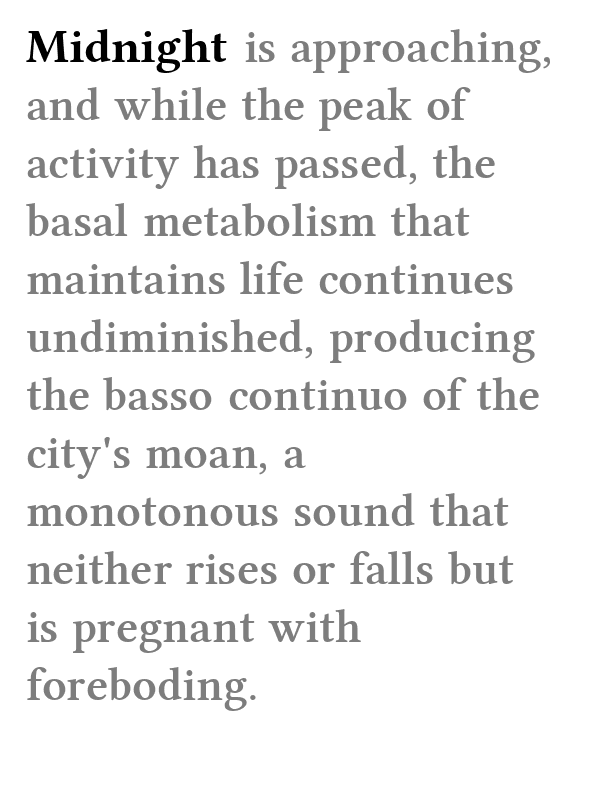 Midnight is approaching,
and while the peak of
activity has passed, the
basal metabolism that
maintains life continues
undiminished, producing
the basso continuo of the
city's moan, a
monotonous sound that
neither rises or falls but
is pregnant with
foreboding.